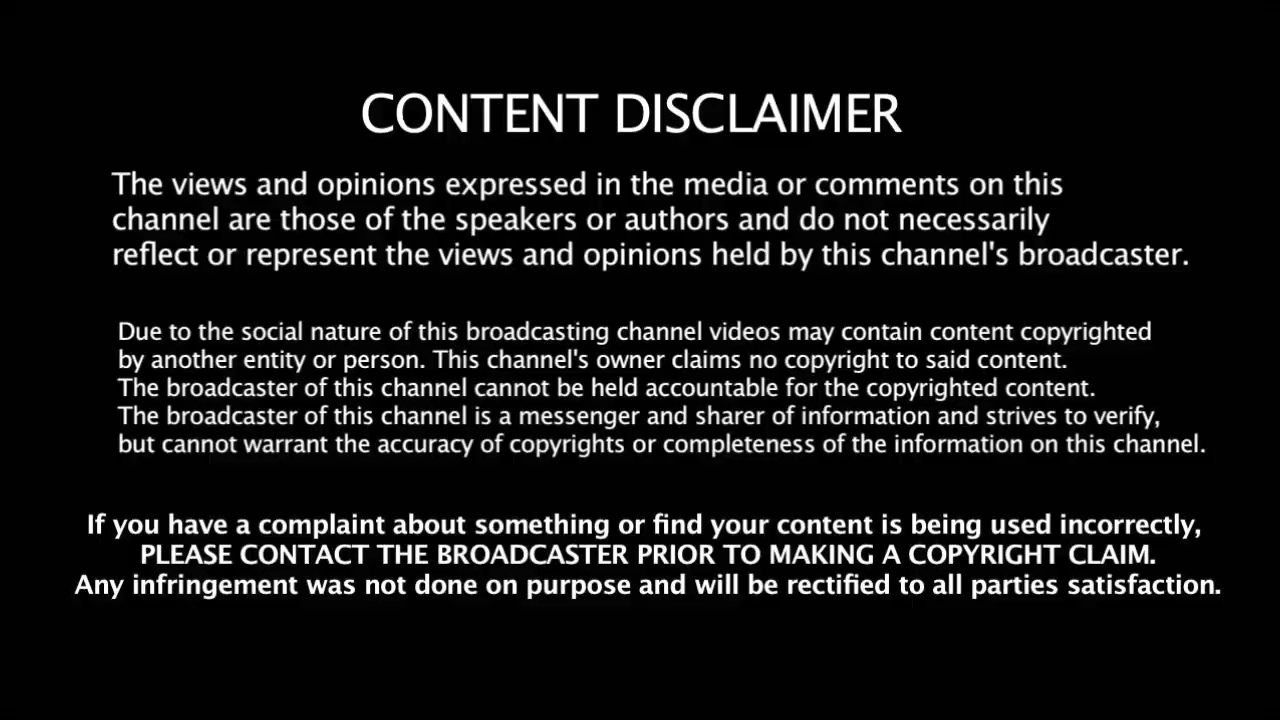 CONTENT DISCLAIMER
The views and opinions expressed in the media or comments on this
channel are those of the speakers or authors and do not necessarily
reflect or represent the views and opinions held by this channel's broadcaster.
Due to the social nature of this broadcasting channel videos may contain content copyrighted
by another entity or person. This channel's owner claims no copyright to said content.
The broadcaster of this channel cannot be held accountable for the copyrighted content.
The broadcaster of this channel is a messenger and sharer of information and strives to verify,
but cannot warrant the accuracy of copyrights or completeness of the information on this channel.
If you have a complaint about something or find your content is being used incorrectly,
PLEASE CONTACT THE BROADCASTER PRIOR TO MAKING A COPYRIGHT CLAIM.
Any infringement was not done on purpose and will be rectified to all parties satisfaction.